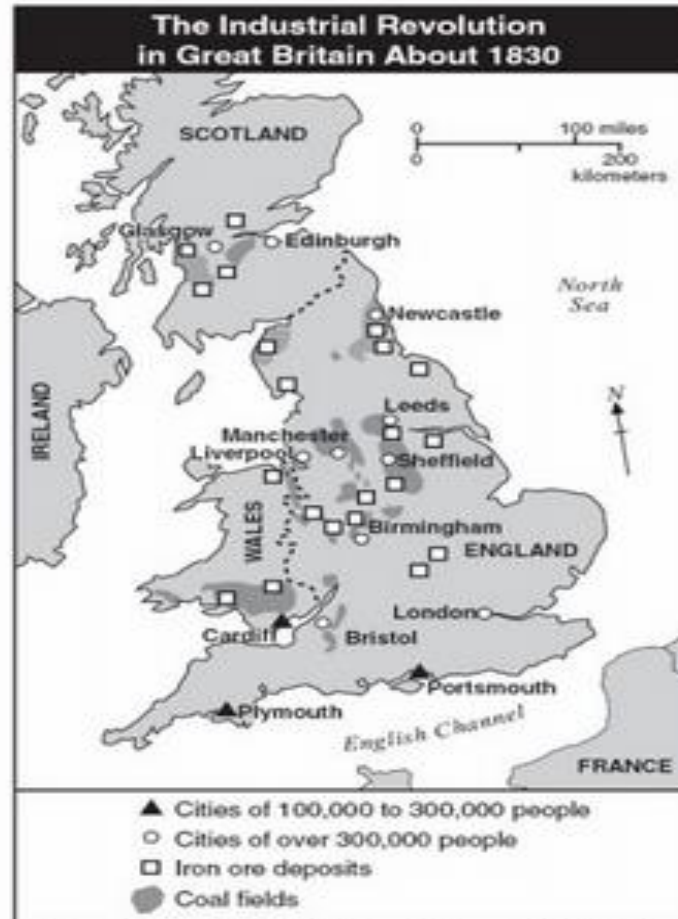 The Industrial Revolution
in Great Britain About 1830
SCOTLAND
0
100 miles
0
200
kilometers
Glasgow
Edinburgh
North
Sea
Newcastle
N
IRELAND
Leeds
Manchester
Liverpool
Sheffield
WALES
Birmingham
ENGLAND
London
Cardiff
Bristol
Portsmouth
Plymouth
English Channel
FRANCE
Cities of 100,000 to 300,000 people
Cities of over 300,000 people
Iron ore deposits
Coal fields